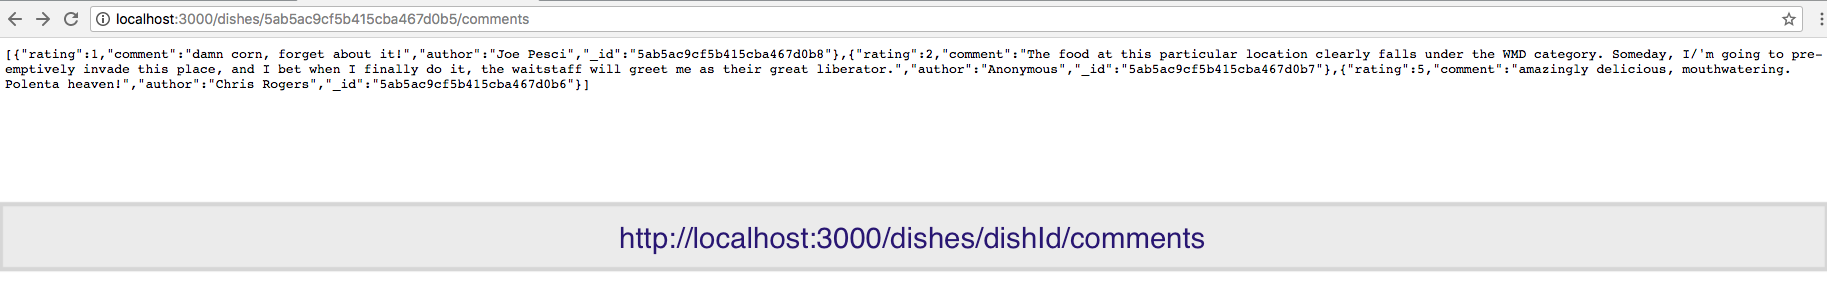 localhost:3000/dishes/5ab5ac9cf5b415cba467d0b5/comments
[{"rating":1,"comment":"damn corn, forget about it!","author":"Joe Pesci","_id":"5ab5ac9cf5b415cba467d0b8"},{"rating":2,"comment":"The food at this particular location clearly falls under the WMD category. Someday, I/'m going to pre-
emptively invade this place, and I bet when I finally do it, the waitstaff will greet me as their great liberator.","author":"Anonymous","_id":"5ab5ac9cf5b415cba467d0b7"},{"rating":5,"comment":"amazingly delicious, mouthwatering.
Polenta heaven!","author":"Chris Rogers","_id":"5ab5ac9cf5b415cba467d0b6"}]
http://localhost:3000/dishes/dishId/comments